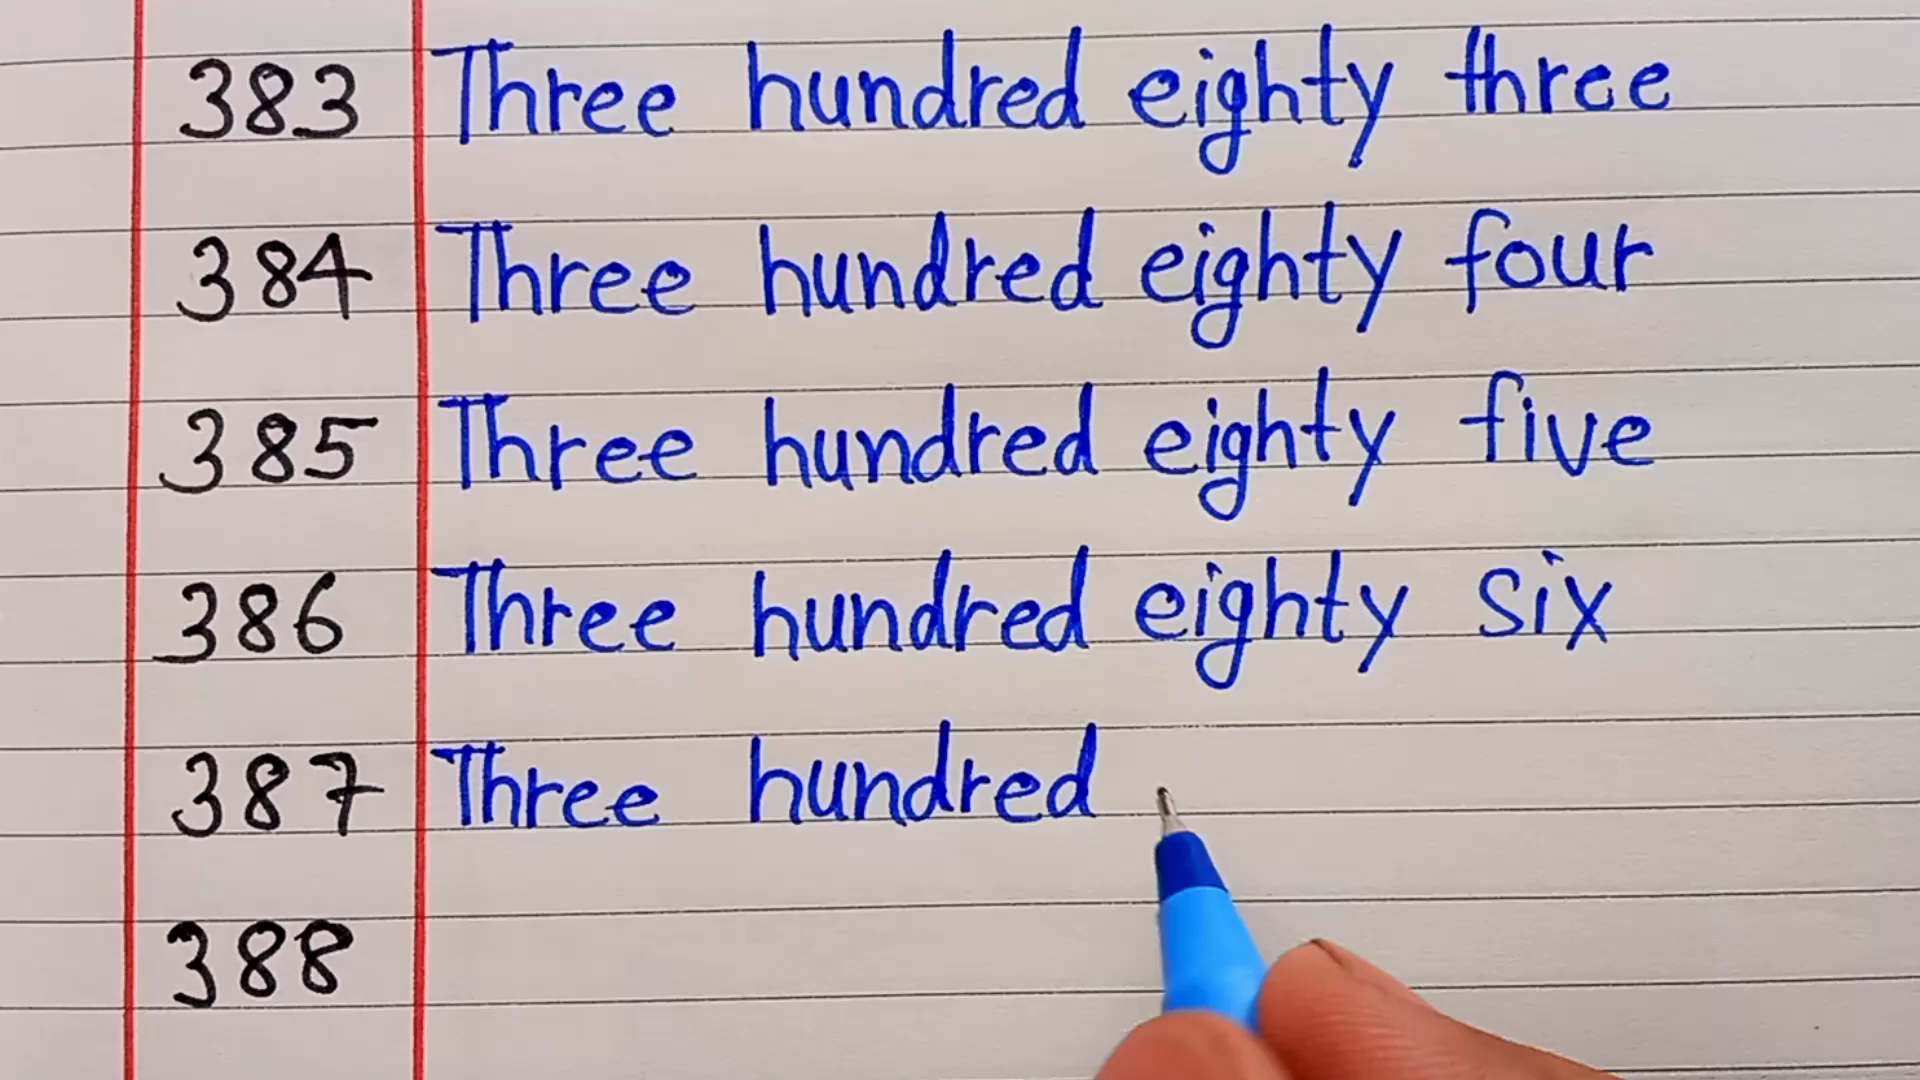 383 Three hundred eighty three
384 Three hundred eighty four
385 Three hundred eighty five
386 Three hundred eighty six
387 Three hundred
388